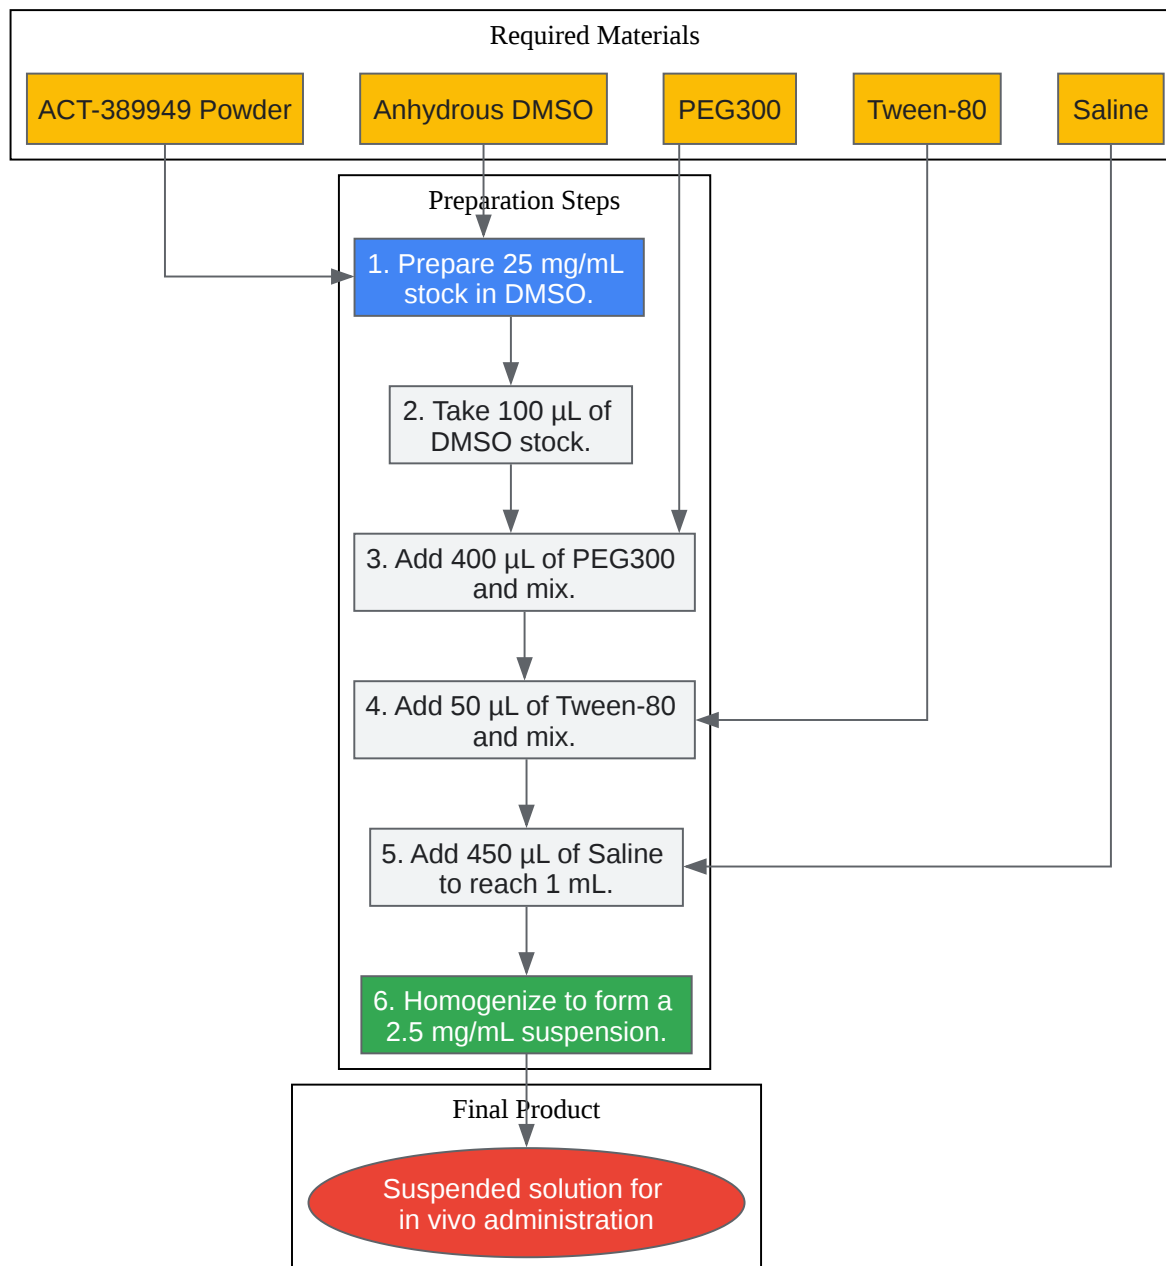 Required Materials
ACT-389949 Powder
Anhydrous DMSO
PEG300
Tween-80
Saline
Preparation Steps
1. Prepare 25 mg/mL
stock in DMSO.
2. Take 100 µL of
DMSO stock.
3. Add 400 µL of PEG300
and mix.
4. Add 50 µL of Tween-80
and mix.
5. Add 450 µL of Saline
to reach 1 mL.
6. Homogenize to form a
2.5 mg/mL suspension.
Final Product
Suspended solution for
in vivo administration